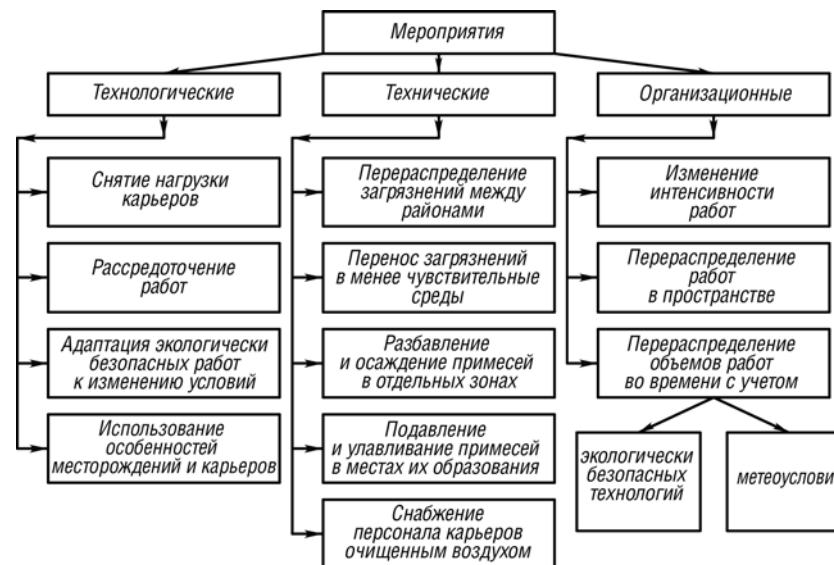 Мероприятия
Технологические
Технические
Организационные
Снятие нагрузки
карьеров
Рассредоточение
работ
Адаптация экологически
безопасных работ
к изменению условий
Использование
особенностей
месторождений и карьеров
Перераспределение
загрязнений между
районами
Перенос загрязнений
в менее чувствительные
среды
Разбавление
и осаждение примесей
в отдельных зонах
Подавление
и улавливание примесей
в местах их образования
Снабжение
персонала карьеров
очищенным воздухом
Изменение
интенсивности
работ
Перераспределение
работ
в пространстве
Перераспределение
объемов работ
во времени с учетом
экологически
безопасных
технологий
метеоуслови